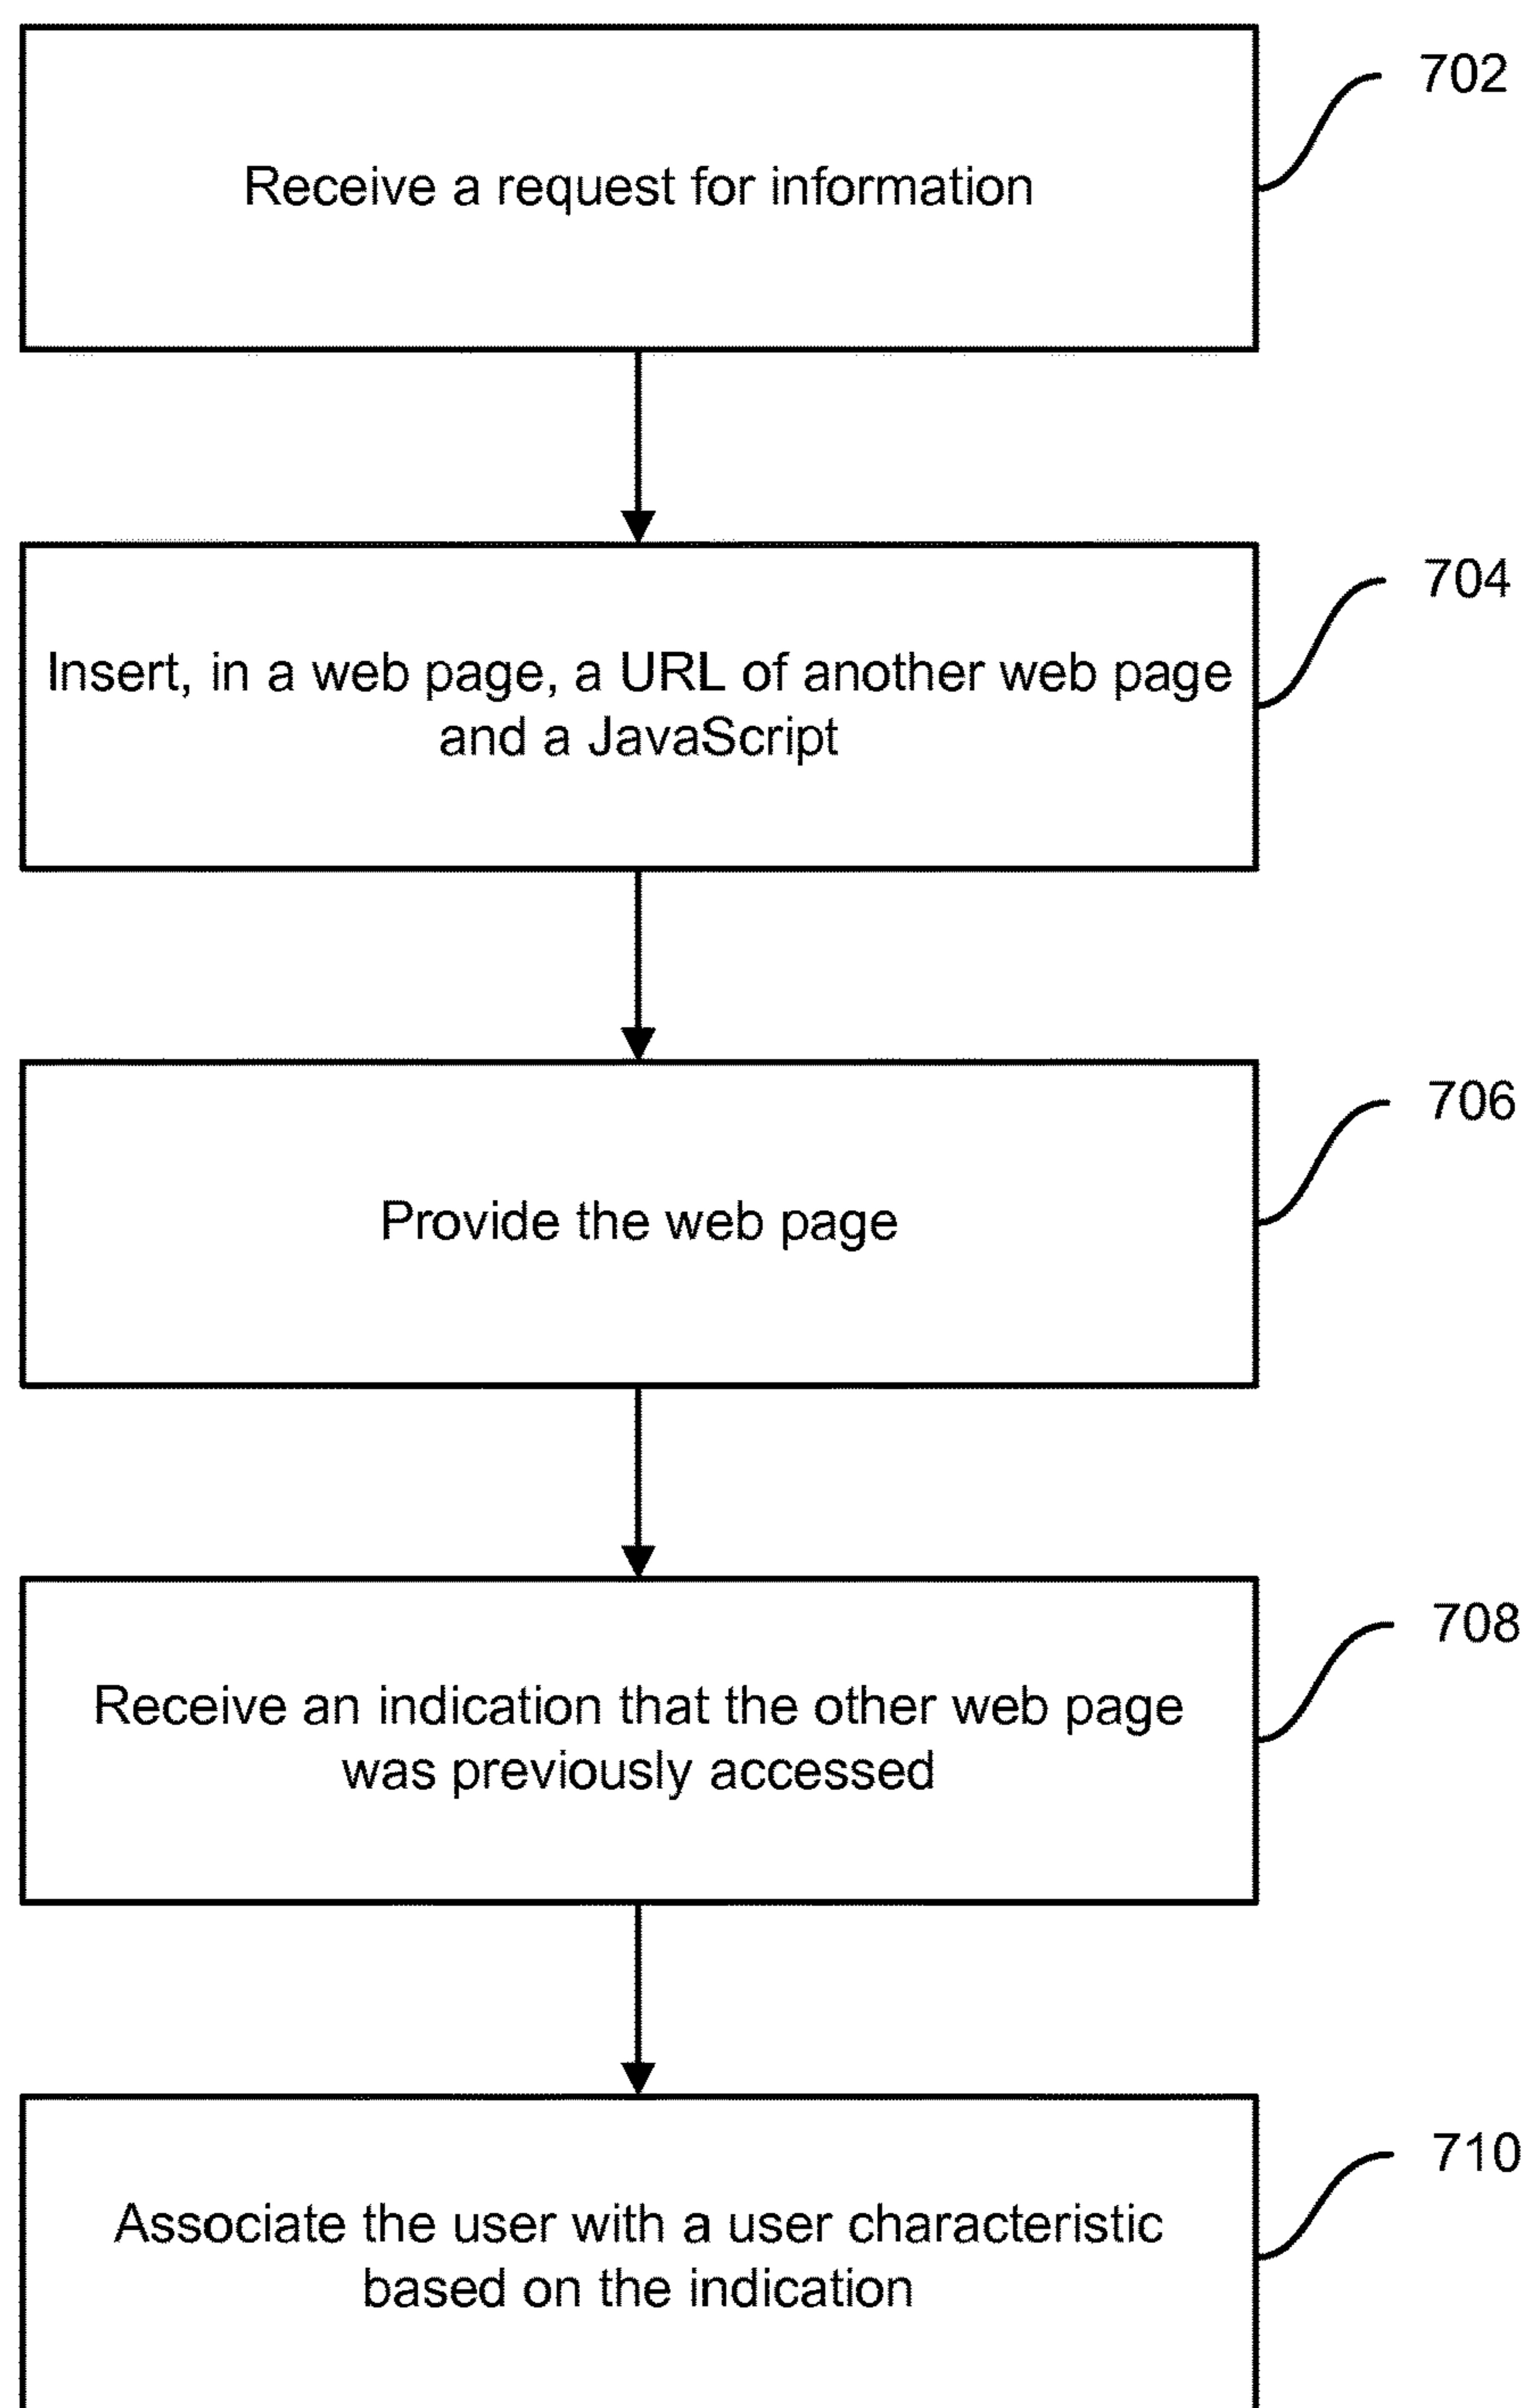 702
Receive a request for information
704
Insert, in a web page, a URL of another web page
and a JavaScript
706
Provide the web page
708
Receive an indication that the other web page
was previously accessed
710
Associate the user with a user characteristic
based on the indication